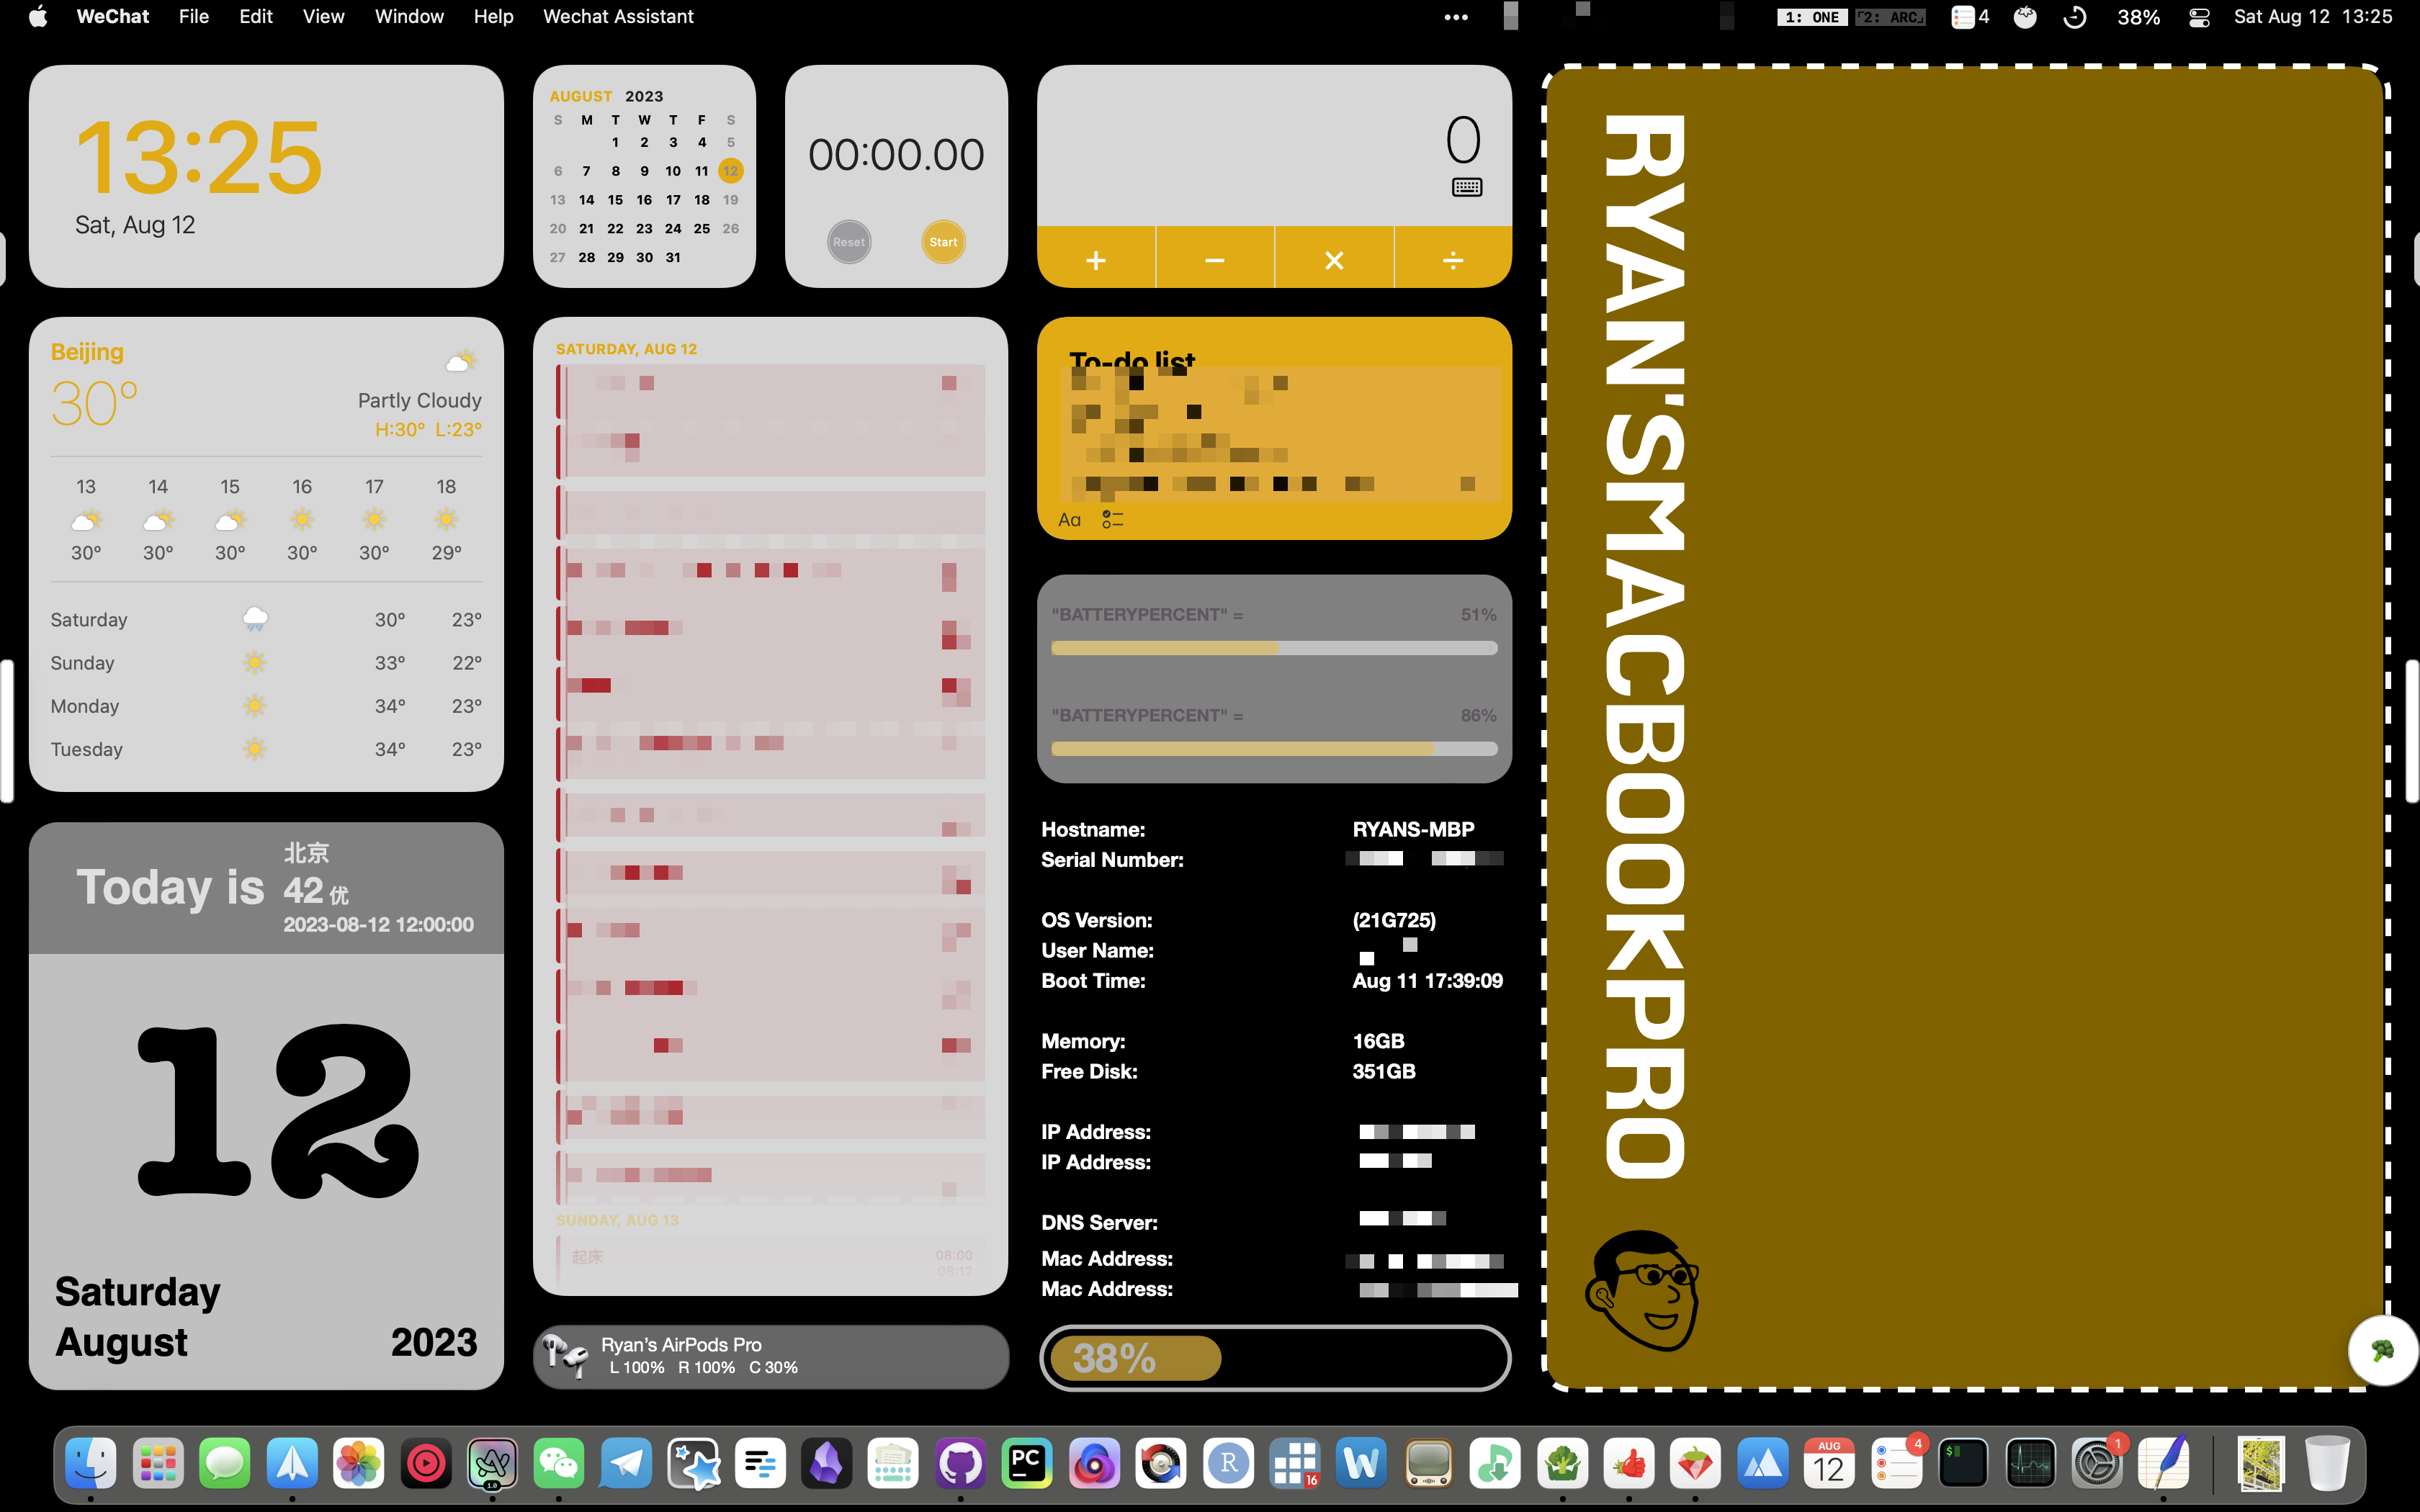 WeChat File Edit View Window Help Wechat Assistant
••• 1: ONE 「2: ARC」 4 38% Sat Aug 12 13:25
13:25
Sat, Aug 12
AUGUST 2023
S M T W T F S
1 2 3 4 5
6 7 8 9 10 11 12
13 14 15 16 17 18 19
20 21 22 23 24 25 26
27 28 29 30 31
00:00.00
Reset Start
0
+ − × ÷
Beijing
30°
Partly Cloudy
H:30° L:23°
13 14 15 16 17 18
30° 30° 30° 30° 30° 29°
Saturday 30° 23°
Sunday 33° 22°
Monday 34° 23°
Tuesday 34° 23°
Today is
北京
42 优
2023-08-12 12:00:00
12
Saturday
August 2023
SATURDAY, AUG 12
SUNDAY, AUG 13
起床 08:00
08:12
Ryan's AirPods Pro
L 100% R 100% C 30%
To-do list
Aa
"BATTERYPERCENT" = 51%
"BATTERYPERCENT" = 86%
Hostname: RYANS-MBP
Serial Number:
OS Version: (21G725)
User Name:
Boot Time: Aug 11 17:39:09
Memory: 16GB
Free Disk: 351GB
IP Address:
IP Address:
DNS Server:
Mac Address:
Mac Address:
38%
RYAN'SMACBOOKPRO
1.0
PC
R
16
W
AUG
12
4
$
1